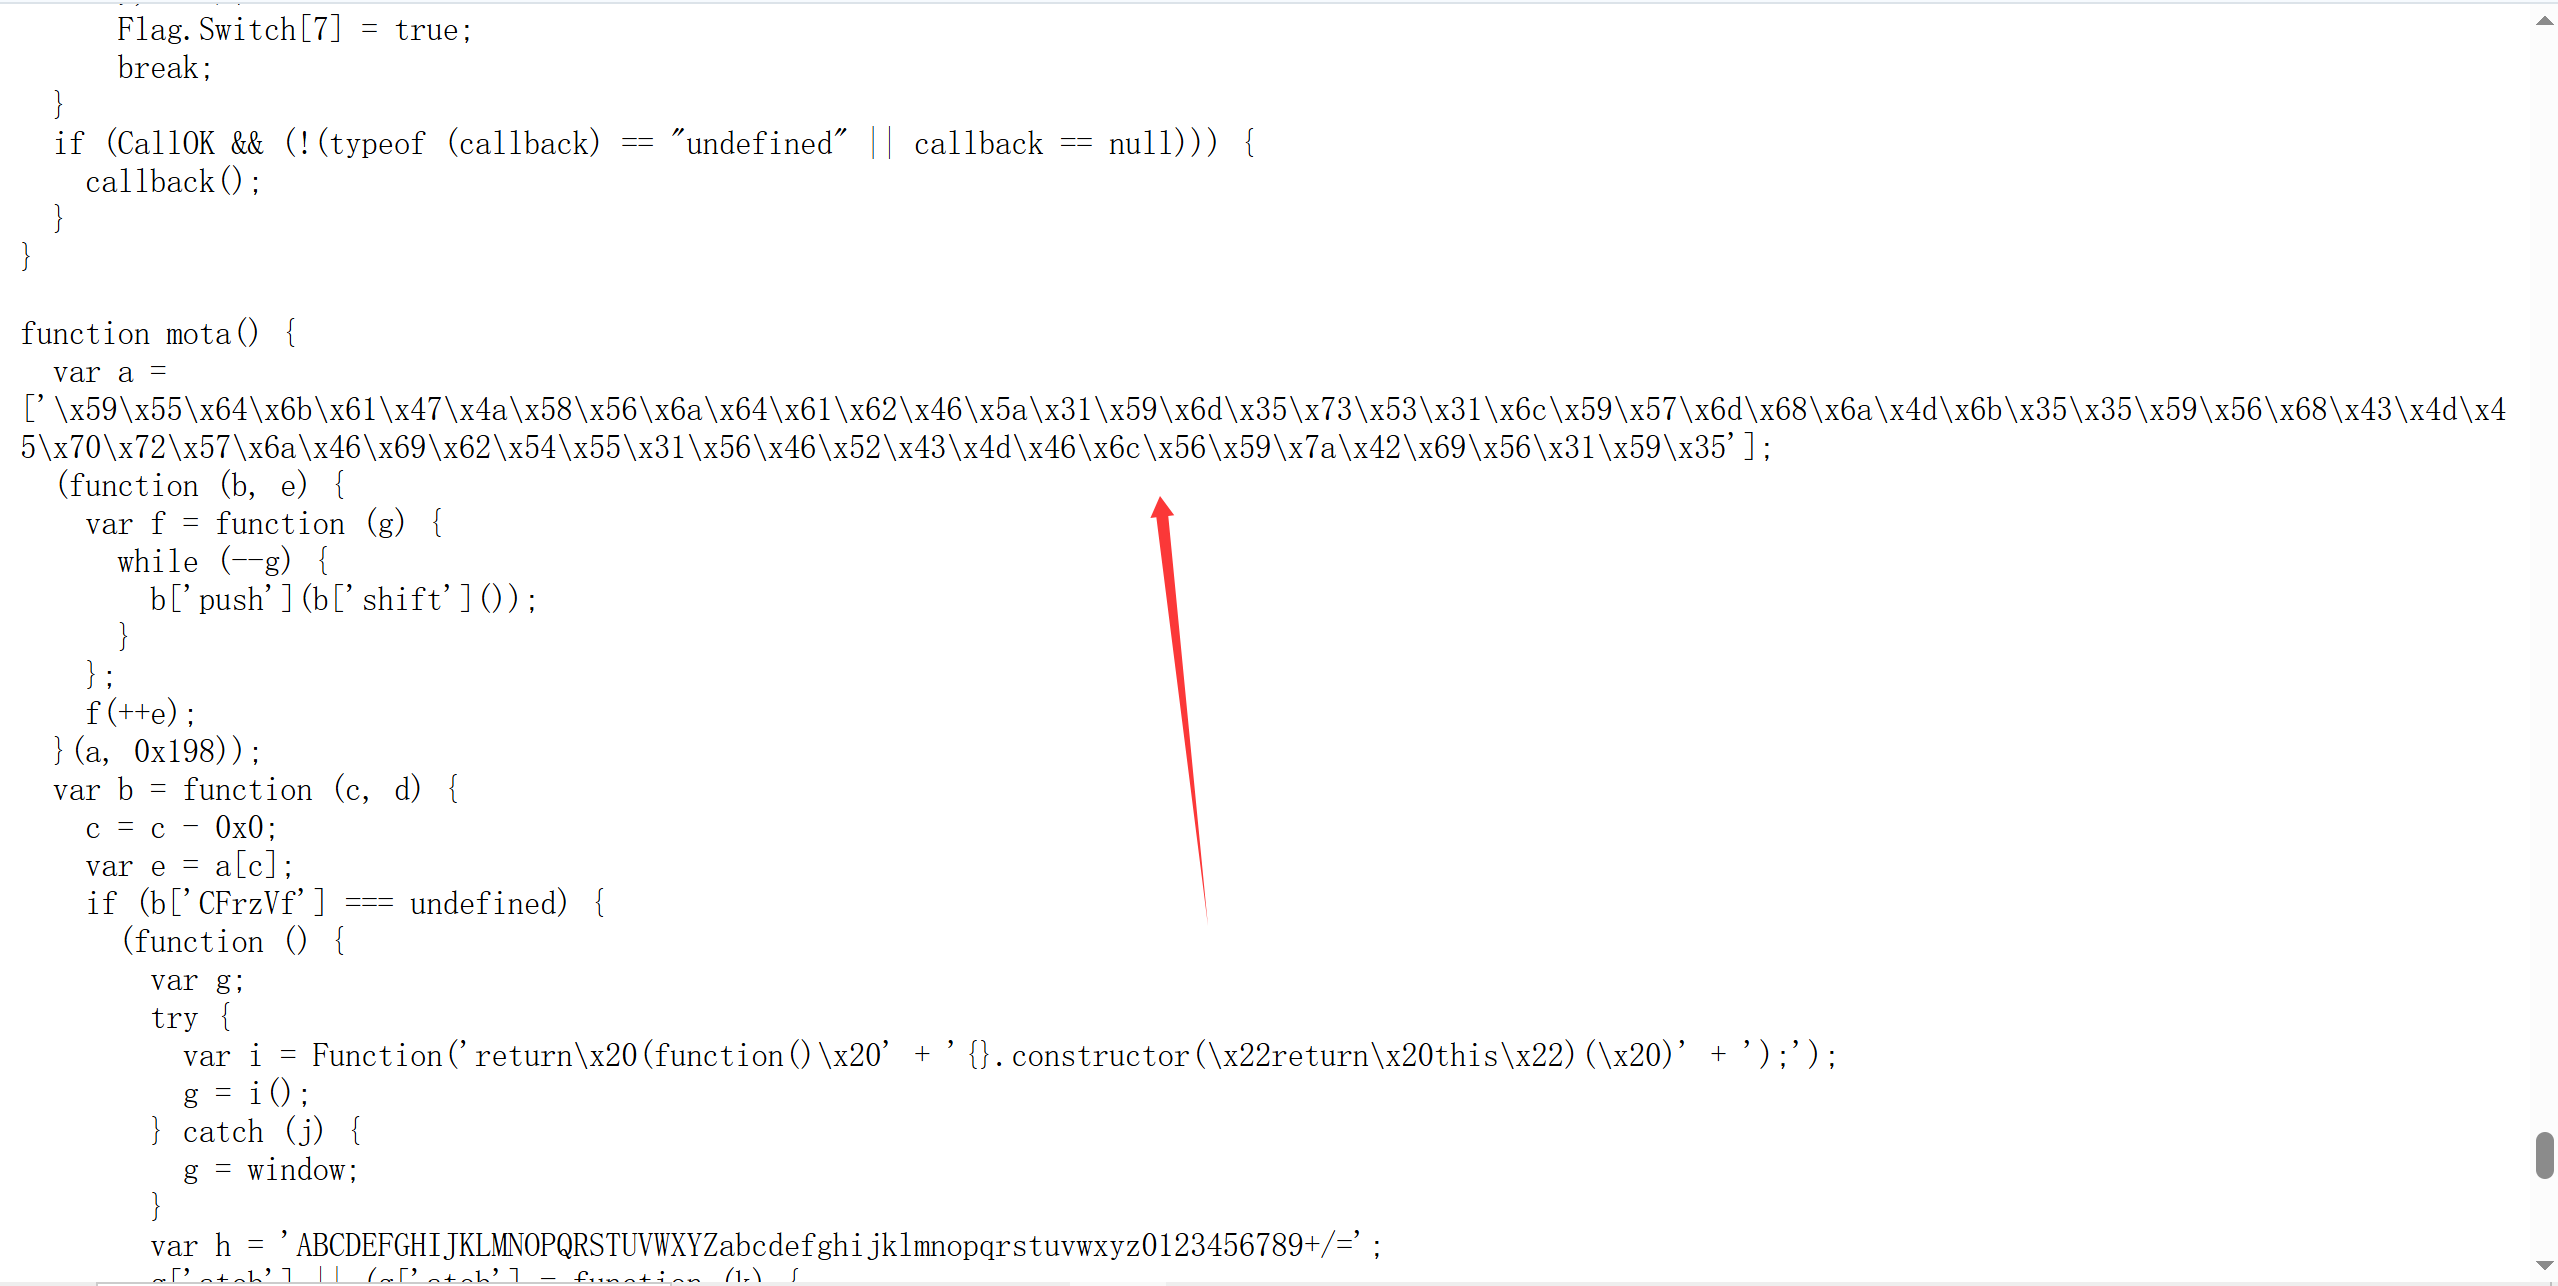 Flag.Switch[7] = true;
      break;
  }
  if (CallOK && (!(typeof (callback) == "undefined" || callback == null))) {
    callback();
  }
}
function mota() {
  var a =
['\x59\x55\x64\x6b\x61\x47\x4a\x58\x56\x6a\x64\x61\x62\x46\x5a\x31\x59\x6d\x35\x73\x53\x31\x6c\x59\x57\x6d\x68\x6a\x4d\x6b\x35\x35\x59\x56\x68\x43\x4d\x4
5\x70\x72\x57\x6a\x46\x69\x62\x54\x55\x31\x56\x46\x52\x43\x4d\x46\x6c\x56\x59\x7a\x42\x69\x56\x31\x59\x35'];
  (function (b, e) {
    var f = function (g) {
      while (--g) {
        b['push'](b['shift']());
      }
    };
    f(++e);
  }(a, 0x198));
  var b = function (c, d) {
    c = c - 0x0;
    var e = a[c];
    if (b['CFrzVf'] === undefined) {
      (function () {
        var g;
        try {
          var i = Function('return\x20(function()\x20' + '{}.constructor(\x22return\x20this\x22)(\x20)' + ');');
          g = i();
        } catch (j) {
          g = window;
        }
        var h = 'ABCDEFGHIJKLMNOPQRSTUVWXYZabcdefghijklmnopqrstuvwxyz0123456789+/=';
        g['atob'] || (g['atob'] = function (k) {